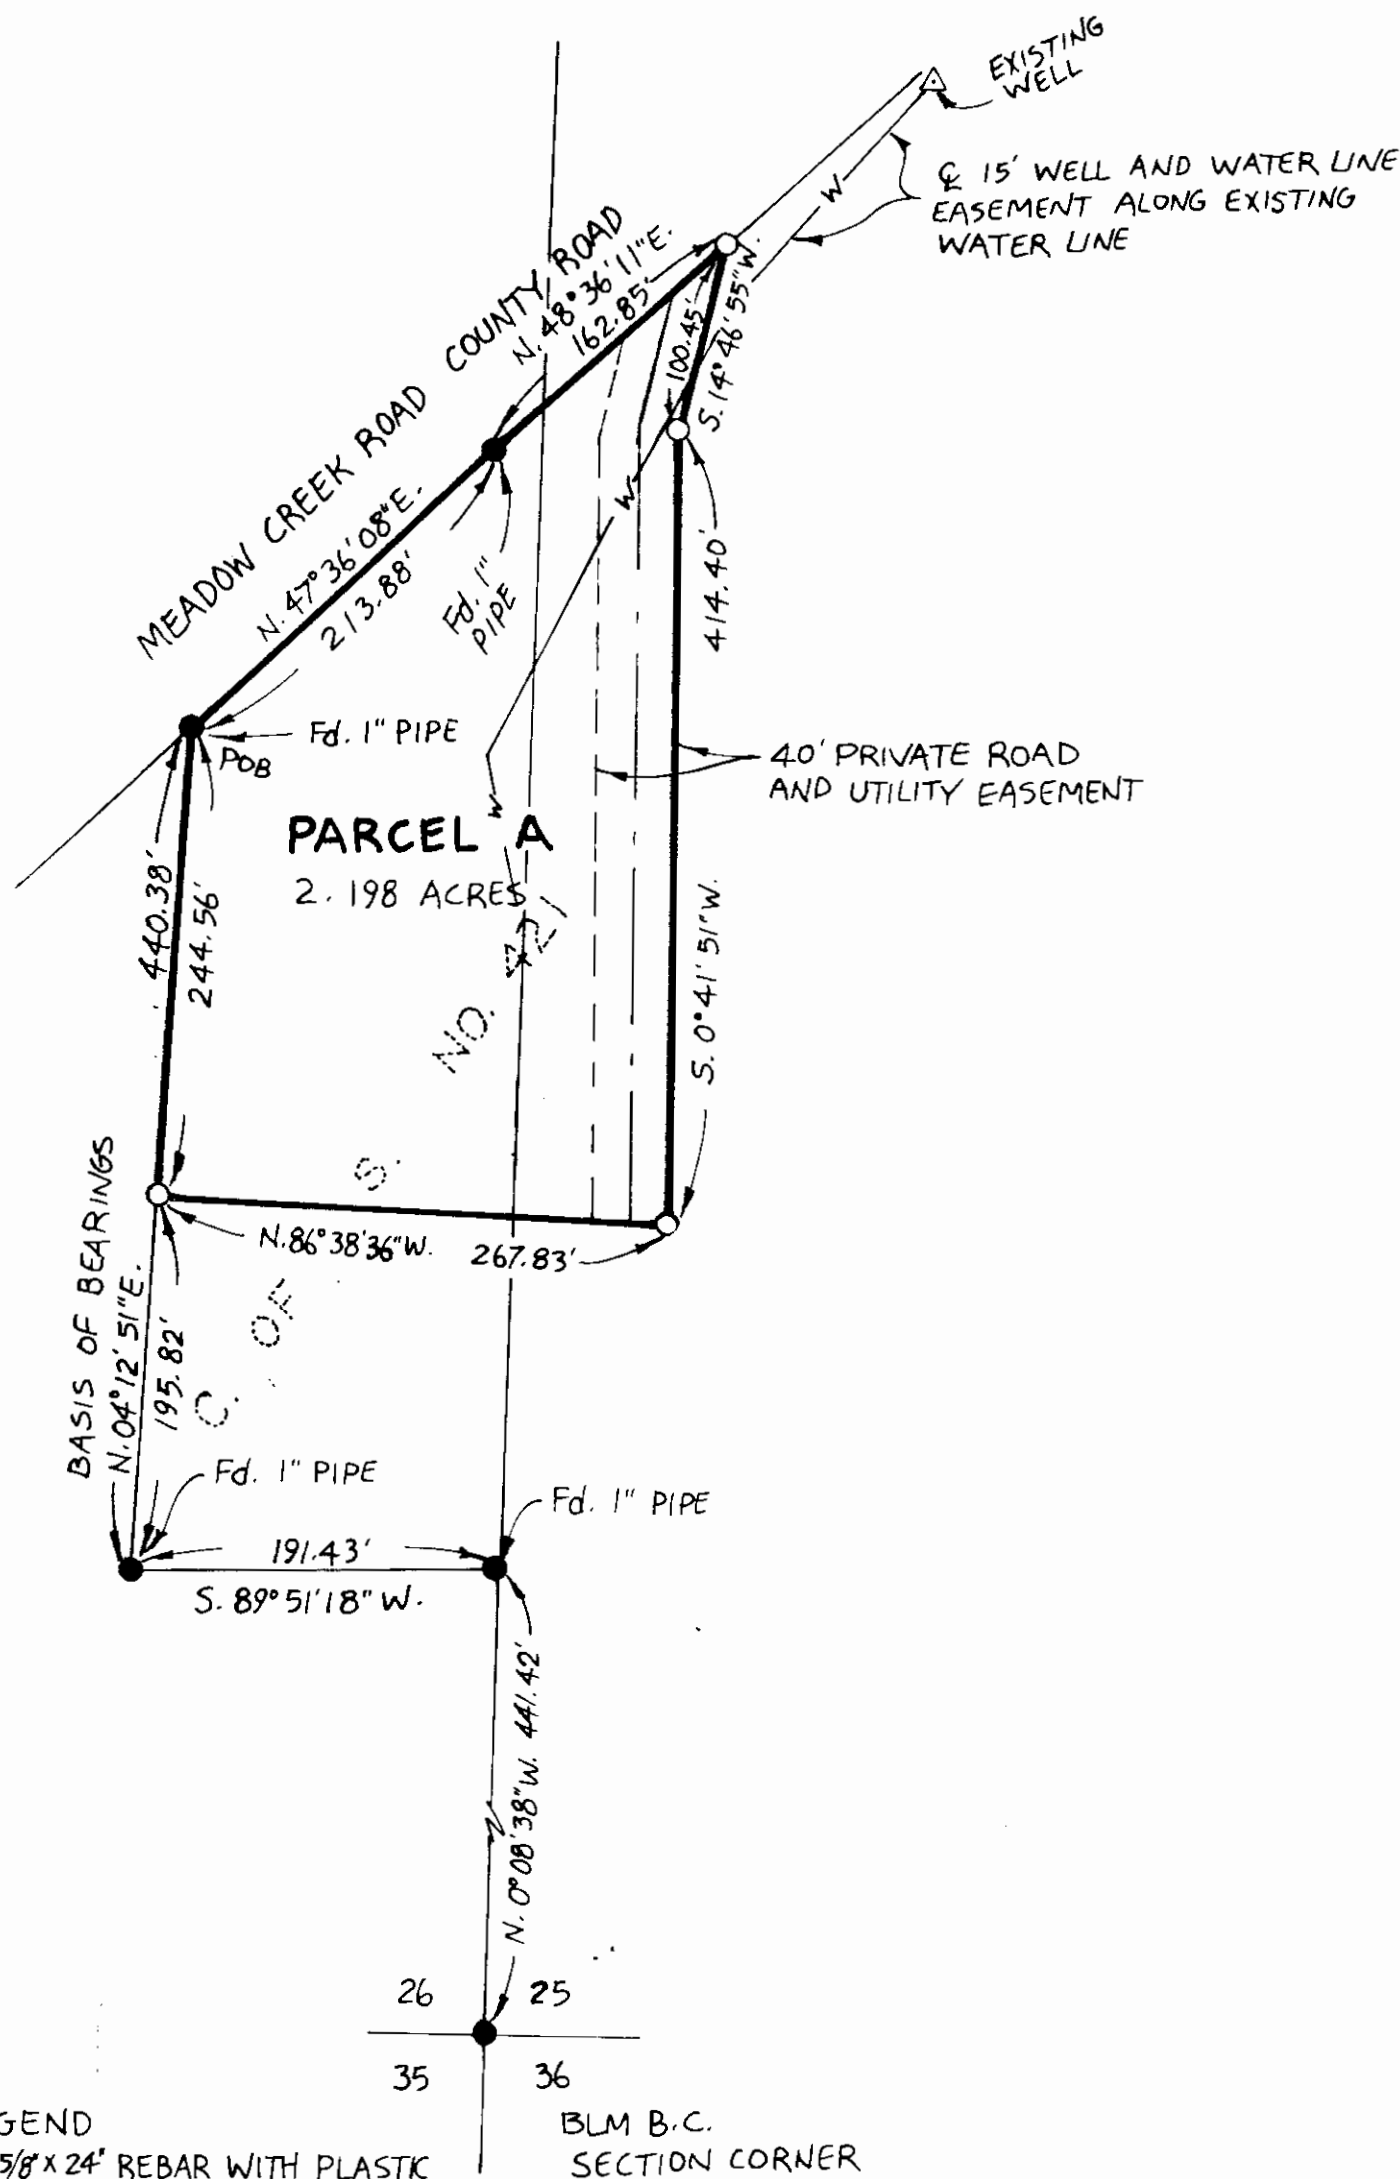 EXISTING
WELL
℄ 15' WELL AND WATER LINE
EASEMENT ALONG EXISTING
WATER LINE
W
MEADOW CREEK ROAD COUNTY ROAD
N. 48°36'11"E.
162.85'
100.45'
S. 14°46'55"W.
W
N. 47°36'08"E.
213.88'
Fd. 1"
PIPE
414.40'
Fd. 1" PIPE
POB
40' PRIVATE ROAD
AND UTILITY EASEMENT
W
PARCEL A
2.198 ACRES
440.38'
244.56'
S. 0°41'51"W.
C. OF S. NO. 421
N. 86°38'36"W. 267.83'
BASIS OF BEARINGS
N. 04°12'51"E.
195.82'
Fd. 1" PIPE
Fd. 1" PIPE
191.43'
S. 89°51'18" W.
N. 0°08'38"W. 441.42'
26 25
35 36
BLM B.C.
SECTION CORNER
GEND
5/8" X 24" REBAR WITH PLASTIC